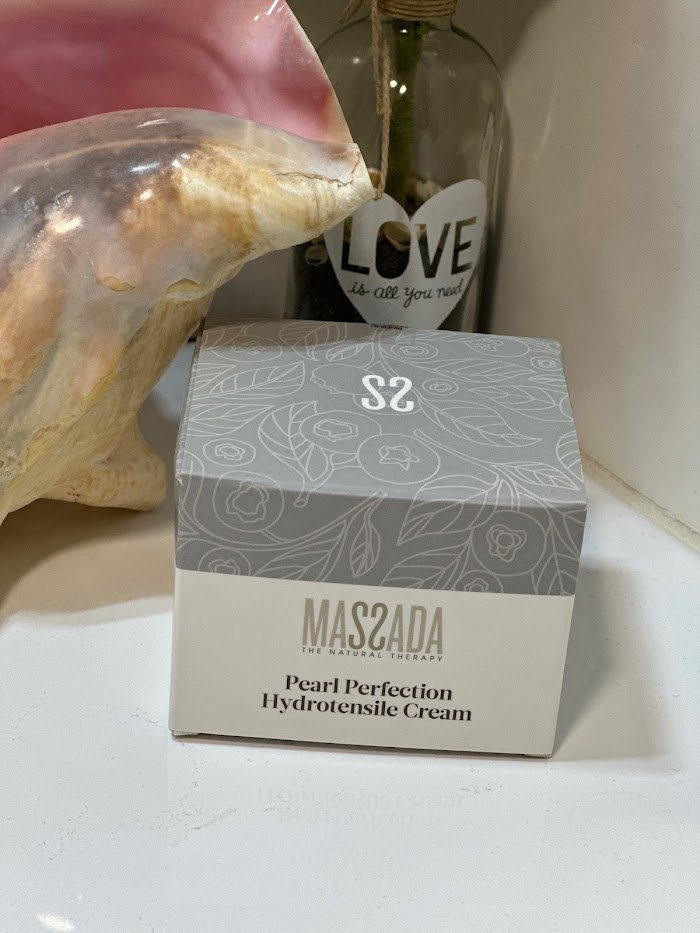 LOVE
is all you need
SS
MASSADA
THE NATURAL THERAPY
Pearl Perfection
Hydrotensile Cream